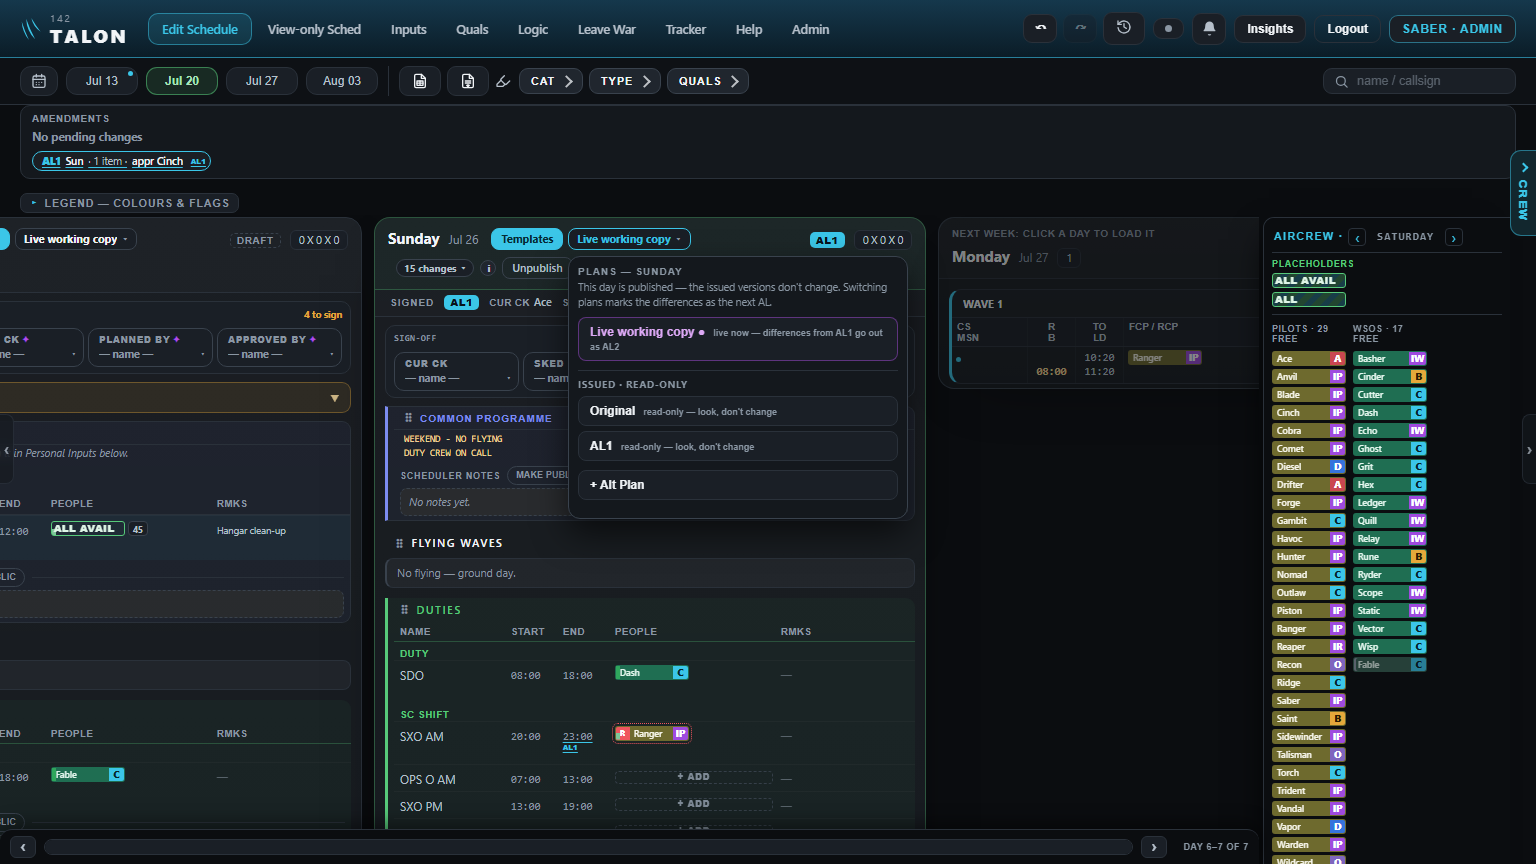 142
TALON
Edit Schedule
View-only Sched
Inputs
Quals
Logic
Leave War
Tracker
Help
Admin
Insights
Logout
SABER · ADMIN
Jul 13
Jul 20
Jul 27
Aug 03
CAT
TYPE
QUALS
name / callsign
AMENDMENTS
No pending changes
AL1 Sun · 1 item · appr Cinch AL1
LEGEND — COLOURS & FLAGS
CREW
Live working copy
DRAFT
0X0X0
4 to sign
CK
PLANNED BY
— name —
APPROVED BY
— name —
in Personal Inputs below.
END
PEOPLE
RMKS
12:00
ALL AVAIL
45
Hangar clean-up
LIC
END
PEOPLE
RMKS
18:00
Fable C
—
LIC
Sunday Jul 26
Templates
Live working copy
AL1
0X0X0
15 changes
i
Unpublish
SIGNED AL1 CUR CK Ace S
SIGN-OFF
CUR CK
— name —
SKED
— nam
COMMON PROGRAMME
WEEKEND - NO FLYING
DUTY CREW ON CALL
SCHEDULER NOTES
MAKE PUBL
No notes yet.
PLANS — SUNDAY
This day is published — the issued versions don't change. Switching
plans marks the differences as the next AL.
Live working copy ● live now — differences from AL1 go out
as AL2
ISSUED · READ-ONLY
Original read-only — look, don't change
AL1 read-only — look, don't change
+ Alt Plan
FLYING WAVES
No flying — ground day.
DUTIES
NAME START END PEOPLE RMKS
DUTY
SDO 08:00 18:00 Dash C —
SC SHIFT
SXO AM 20:00 23:00 R Ranger IP —
AL1
OPS O AM 07:00 13:00 + ADD —
SXO PM 13:00 19:00 + ADD —
NEXT WEEK: CLICK A DAY TO LOAD IT
Monday Jul 27 1
WAVE 1
CS R TO FCP / RCP
MSN B LD
10:20 Ranger IP
08:00 11:20
AIRCREW ·
SATURDAY
PLACEHOLDERS
ALL AVAIL
ALL
PILOTS · 29
FREE
WSOS · 17
FREE
Ace A
Anvil IP
Blade IP
Cinch IP
Cobra IP
Comet IP
Diesel D
Drifter A
Forge IP
Gambit C
Havoc IP
Hunter IP
Nomad C
Outlaw C
Piston IP
Ranger IP
Reaper IR
Recon O
Ridge C
Saber IP
Saint B
Sidewinder IP
Talisman O
Torch C
Trident IP
Vandal IP
Vapor D
Warden IP
Wildcard O
Basher IW
Cinder B
Cutter C
Dash C
Echo IW
Ghost C
Grit C
Hex C
Ledger IW
Quill IW
Relay IW
Rune B
Ryder C
Scope IW
Static IW
Vector C
Wisp C
Fable C
DAY 6–7 OF 7